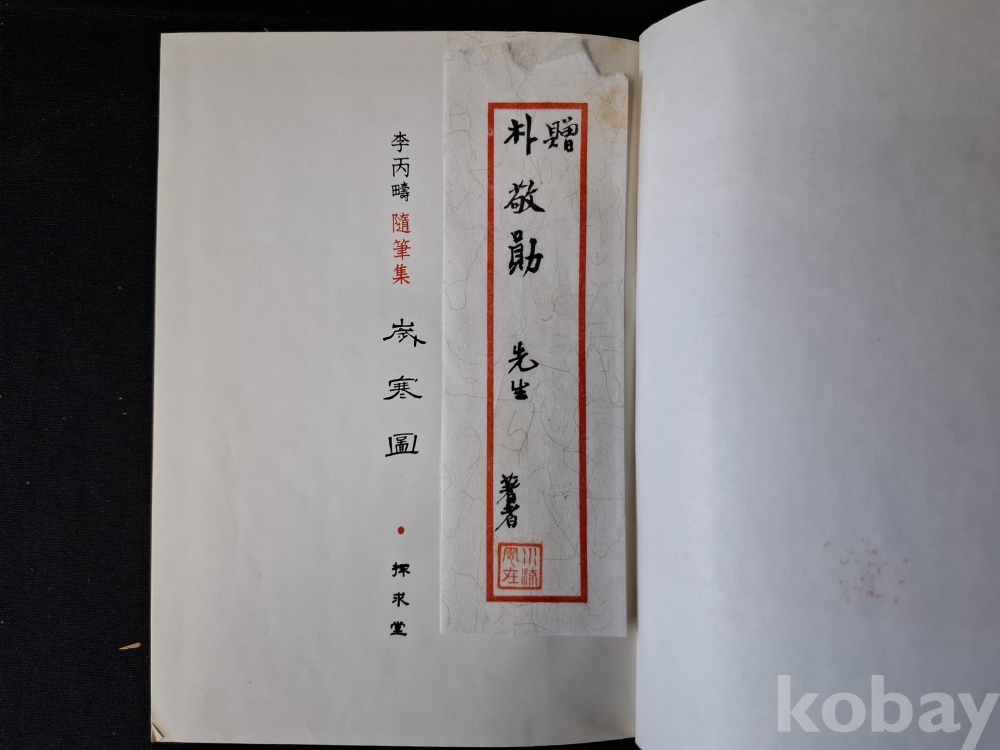 贈
朴敬勛 先生
著者
李丙疇 隨筆集 歲寒圖 • 探求堂
kobay